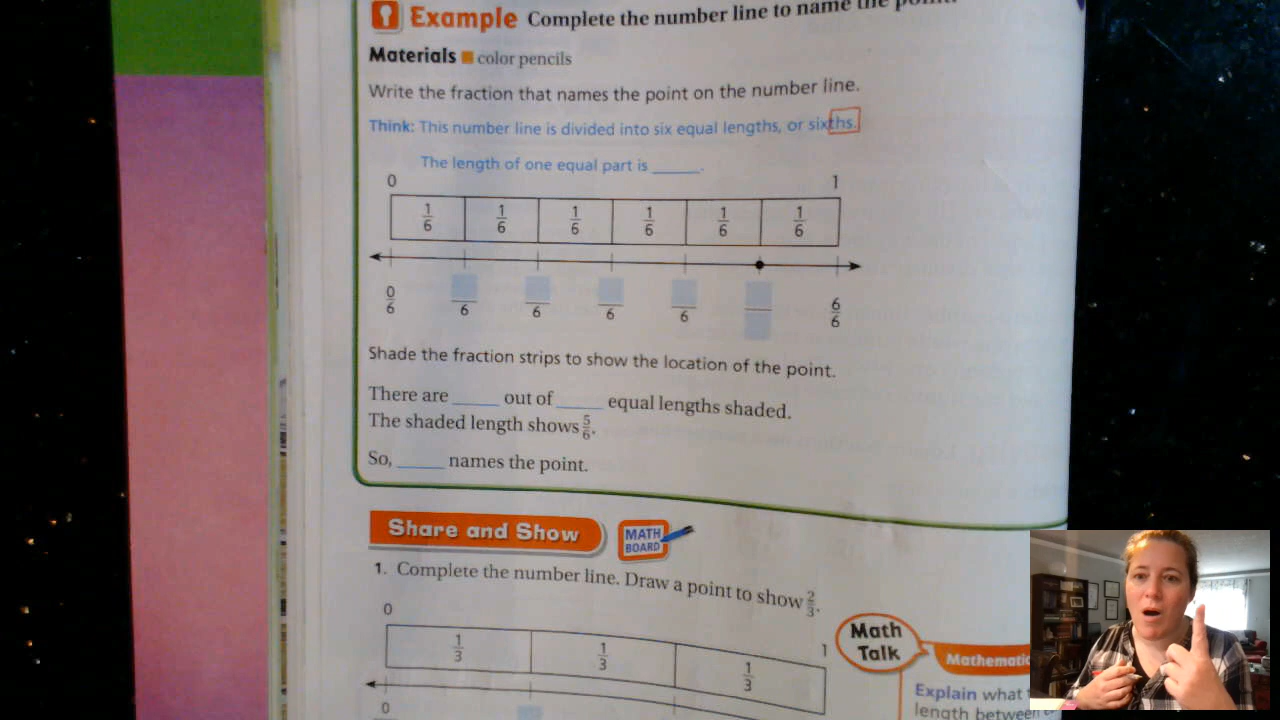 Example Complete the number line to name the point.
Materials color pencils
Write the fraction that names the point on the number line.
Think: This number line is divided into six equal lengths, or sixths.
The length of one equal part is _____.
0 1
1/6 1/6 1/6 1/6 1/6 1/6
0/6 /6 /6 /6 /6 6/6
Shade the fraction strips to show the location of the point.
There are _____ out of _____ equal lengths shaded.
The shaded length shows 5/6.
So, _____ names the point.
Share and Show MATH BOARD
1. Complete the number line. Draw a point to show 2/3.
0 1
1/3 1/3 1/3
0
Math Talk
Explain what
length between